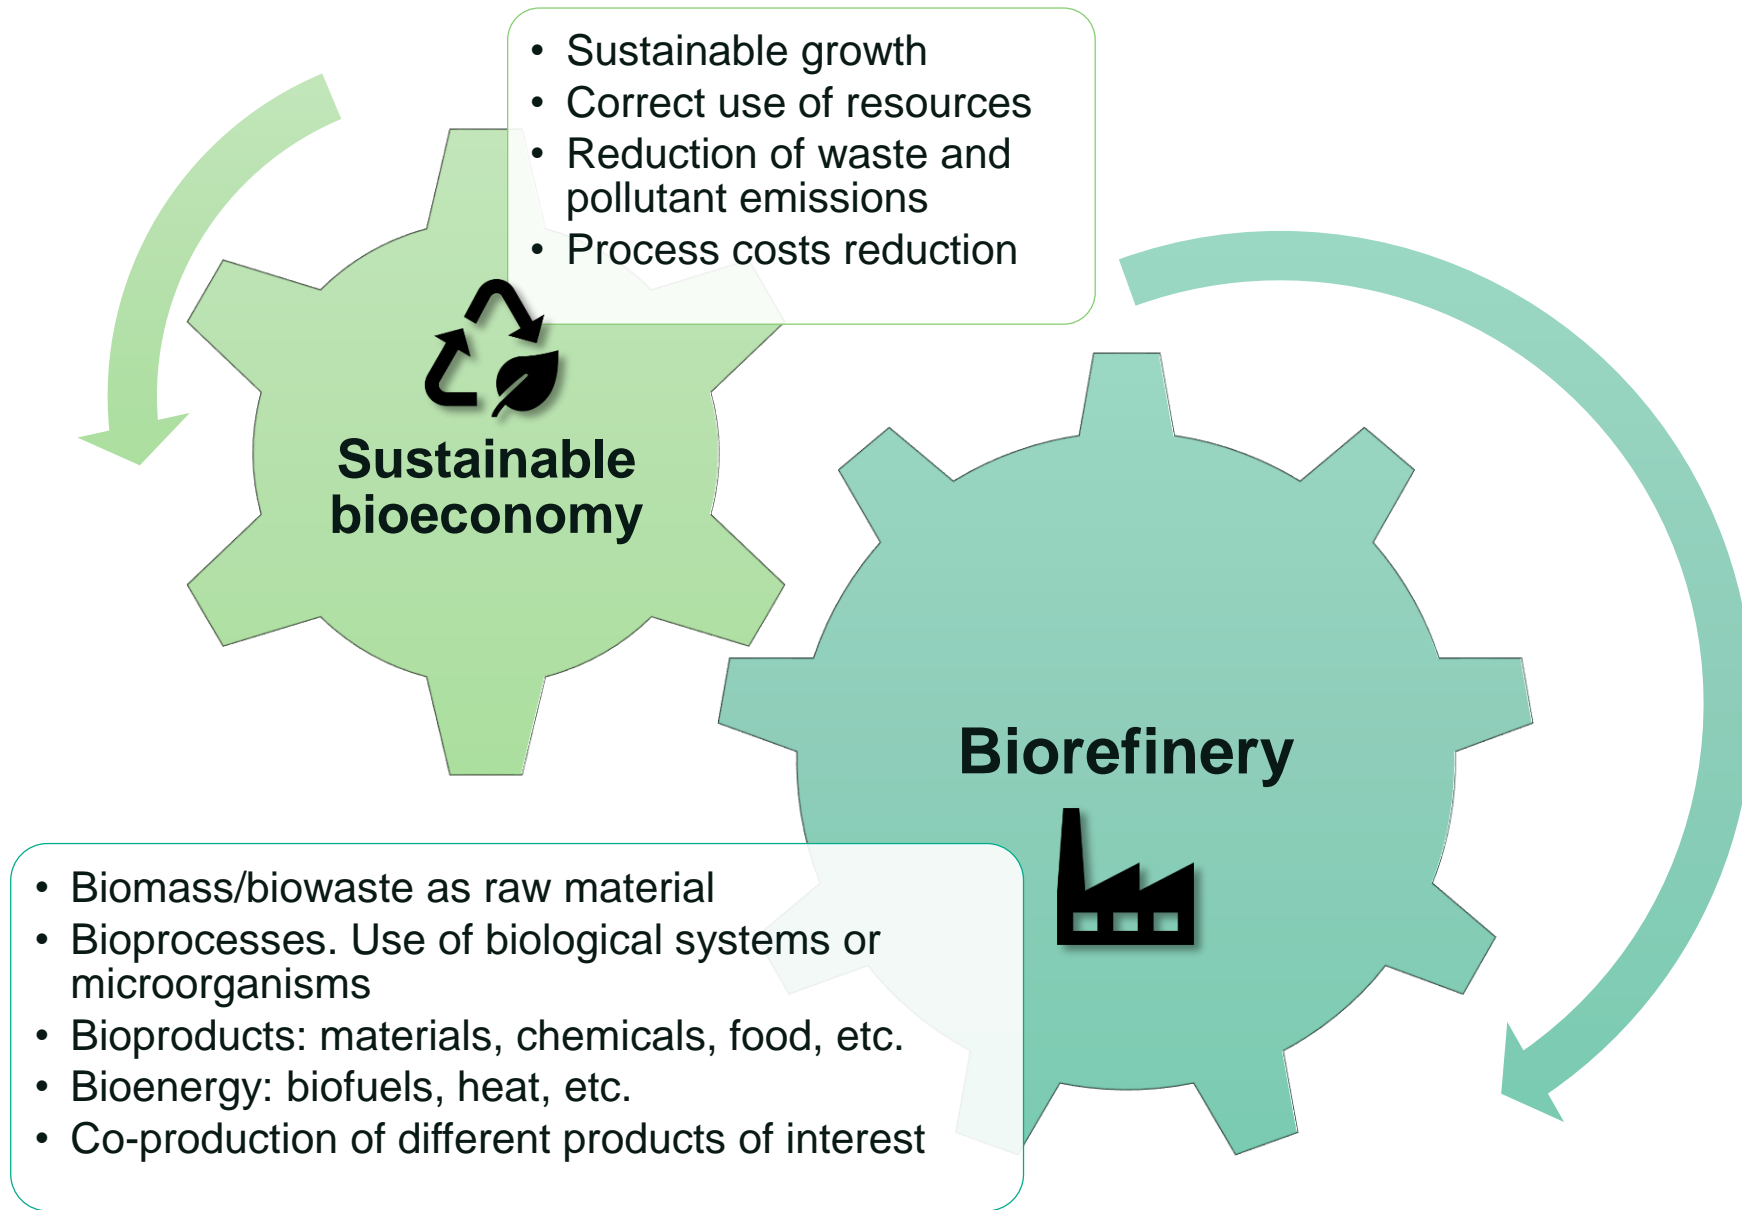 • Sustainable growth
• Correct use of resources
• Reduction of waste and
pollutant emissions
• Process costs reduction
Sustainable
bioeconomy
Biorefinery
• Biomass/biowaste as raw material
• Bioprocesses. Use of biological systems or
microorganisms
• Bioproducts: materials, chemicals, food, etc.
• Bioenergy: biofuels, heat, etc.
• Co-production of different products of interest